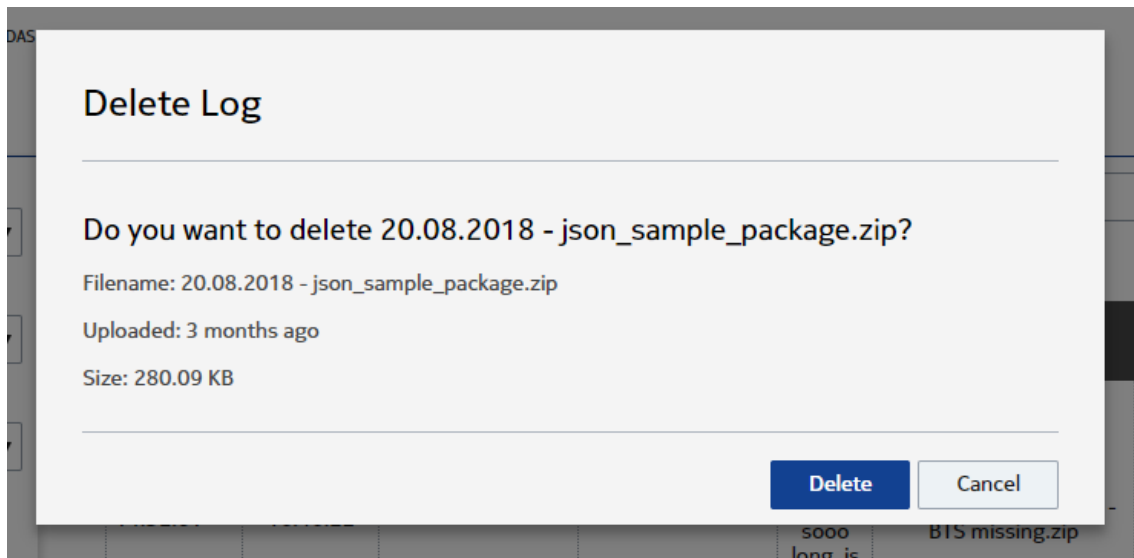 DAS
Delete Log
Do you want to delete 20.08.2018 - json_sample_package.zip?
Filename: 20.08.2018 - json_sample_package.zip
Uploaded: 3 months ago
Size: 280.09 KB
Delete Cancel
-
sooo BTS missing.zip
long_is